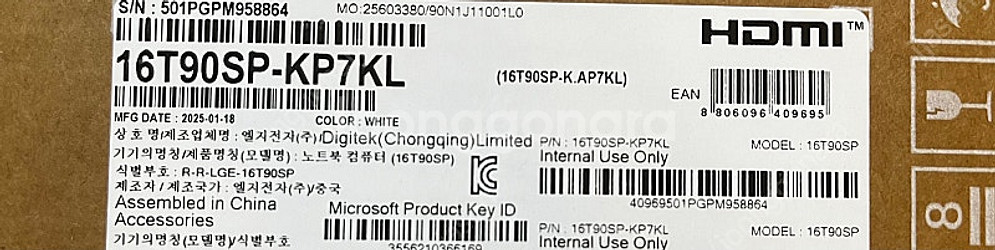 S/N : 501PGPM958864
MO:25603380/90N1J11001L0
HDMI™
16T90SP-KP7KL
(16T90SP-K.AP7KL)
EAN
8 806096 409695
MFG DATE : 2025-01-18
COLOR : WHITE
상 호 명/제조업체명 : 엘지전자(주)/Digitek(Chongqing)Limited
P/N : 16T90SP-KP7KL
MODEL : 16T90SP
기기의명칭/제품명칭(모델명) : 노트북 컴퓨터 (16T90SP)
Internal Use Only
식별부호 : R-R-LGE-16T90SP
제조자 / 제조국가 : 엘지전자(주)/중국
40969501PGPM958864
Assembled in China
Accessories
Microsoft Product Key ID
P/N : 16T90SP-KP7KL
MODEL : 16T90SP
기기의명칭(모델명)/식별부호
3556210366169
Internal Use Only
8